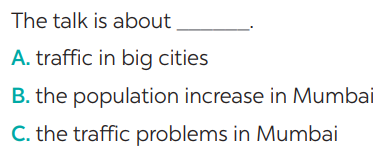 The talk is about ________.
A. traffic in big cities
B. the population increase in Mumbai
C. the traffic problems in Mumbai